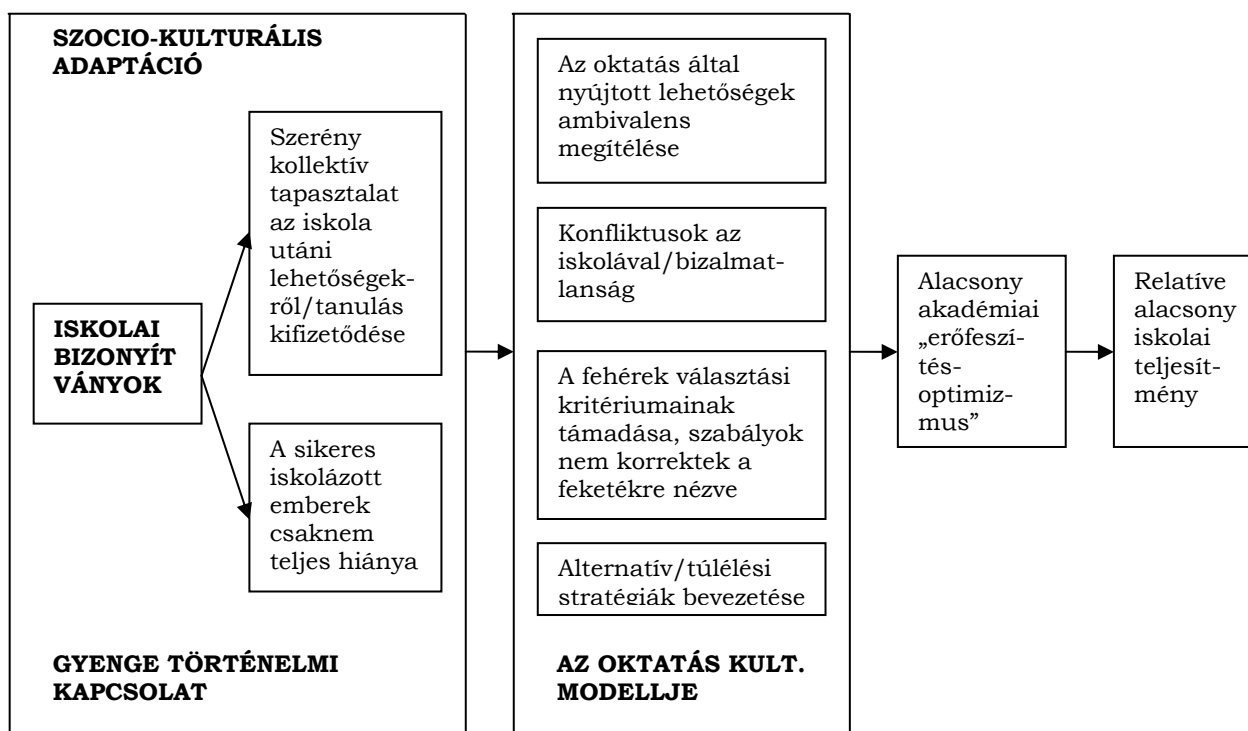 SZOCIO-KULTURÁLIS
ADAPTÁCIÓ
Szerény
kollektív
tapasztalat
az iskola
utáni
lehetőségek-
ről/tanulás
kifizetődése
ISKOLAI
BIZONYÍT
VÁNYOK
A sikeres
iskolázott
emberek
csaknem
teljes hiánya
GYENGE TÖRTÉNELMI
KAPCSOLAT
Az oktatás által
nyújtott lehetőségek
ambivalens
megítélése
Konfliktusok az
iskolával/bizalmat-
lanság
A fehérek választási
kritériumainak
támadása, szabályok
nem korrektek a
feketékre nézve
Alternatív/túlélési
stratégiák bevezetése
AZ OKTATÁS KULT.
MODELLJE
Alacsony
akadémiai
„erőfeszí-
tés-
optimiz-
mus”
Relatíve
alacsony
iskolai
teljesít-
mény